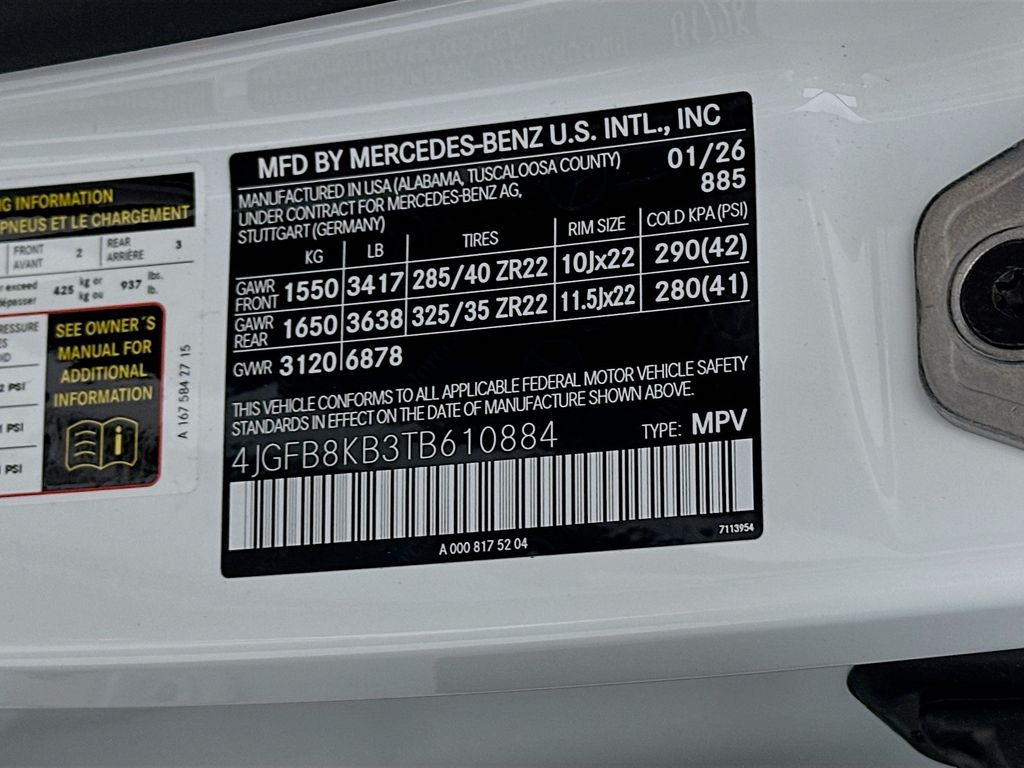 MFD BY MERCEDES-BENZ U.S. INTL., INC
MANUFACTURED IN USA (ALABAMA, TUSCALOOSA COUNTY)
UNDER CONTRACT FOR MERCEDES-BENZ AG,
STUTTGART (GERMANY)
01/26
885
KG LB TIRES RIM SIZE COLD KPA (PSI)
GAWR FRONT 1550 3417 285/40 ZR22 10Jx22 290(42)
GAWR REAR 1650 3638 325/35 ZR22 11.5Jx22 280(41)
GVWR 3120 6878
THIS VEHICLE CONFORMS TO ALL APPLICABLE FEDERAL MOTOR VEHICLE SAFETY
STANDARDS IN EFFECT ON THE DATE OF MANUFACTURE SHOWN ABOVE.
4JGFB8KB3TB610884 TYPE: MPV
7113954
A 000 817 52 04
INFORMATION
PNEUS ET LE CHARGEMENT
FRONT 2 REAR 3
AVANT ARRIÈRE
exceed 425 kg or 937 lbs.
kg ou lb.
SEE OWNER´S
MANUAL FOR
ADDITIONAL
INFORMATION
i
PSI
PSI
PSI
A 167 584 27 15